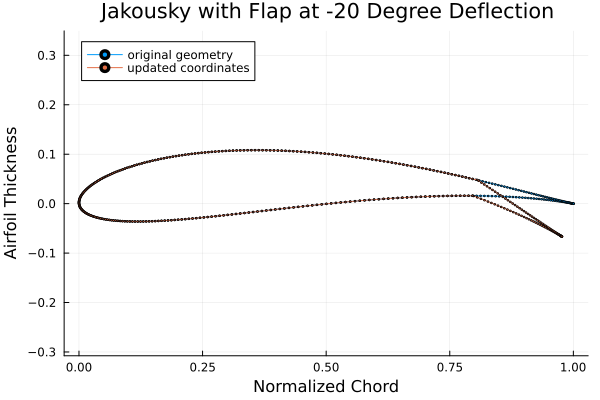 Jakousky with Flap at -20 Degree Deflection
original geometry
updated coordinates
Airfoil Thickness
0.3
0.2
0.1
0.0
−0.1
−0.2
−0.3
0.00 0.25 0.50 0.75 1.00
Normalized Chord